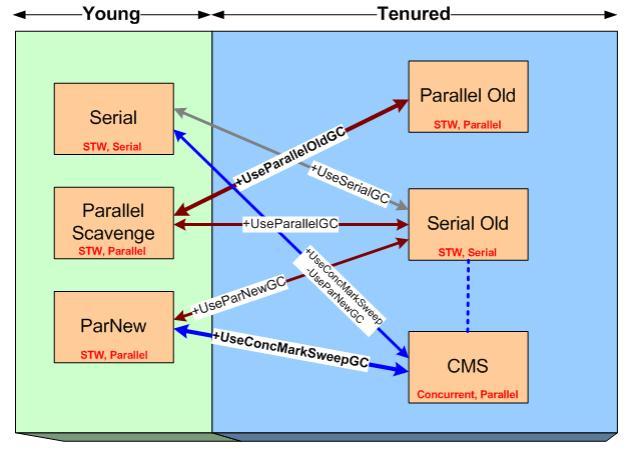 Young
Tenured
Serial
STW, Serial
Parallel Old
STW, Parallel
+UseParallelOldGC
+UseSerialGC
Parallel
Scavenge
STW, Parallel
+UseParallelGC
Serial Old
STW, Serial
+UseConcMarkSweep
-UseParNewGC
+UseParNewGC
ParNew
STW, Parallel
+UseConcMarkSweepGC
CMS
Concurrent, Parallel